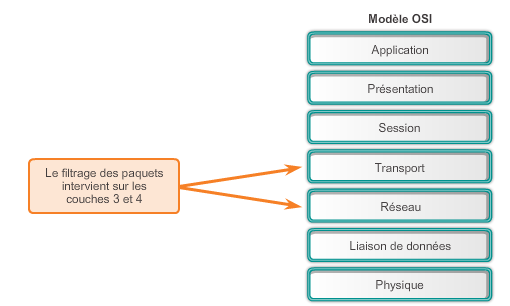 Modèle OSI
Application
Présentation
Session
Transport
Réseau
Liaison de données
Physique
Le filtrage des paquets
intervient sur les
couches 3 et 4